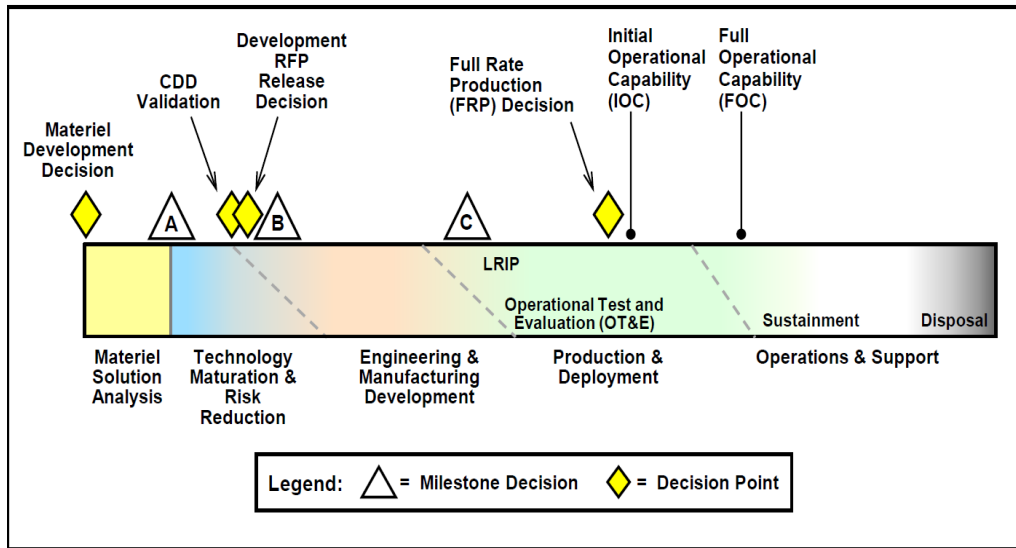 Materiel
Development
Decision
CDD
Validation
Development
RFP
Release
Decision
Full Rate
Production
(FRP) Decision
Initial
Operational
Capability
(IOC)
Full
Operational
Capability
(FOC)
A
B
C
LRIP
Operational Test and
Evaluation (OT&E)
Sustainment
Disposal
Materiel
Solution
Analysis
Technology
Maturation &
Risk
Reduction
Engineering &
Manufacturing
Development
Production &
Deployment
Operations & Support
Legend: = Milestone Decision = Decision Point